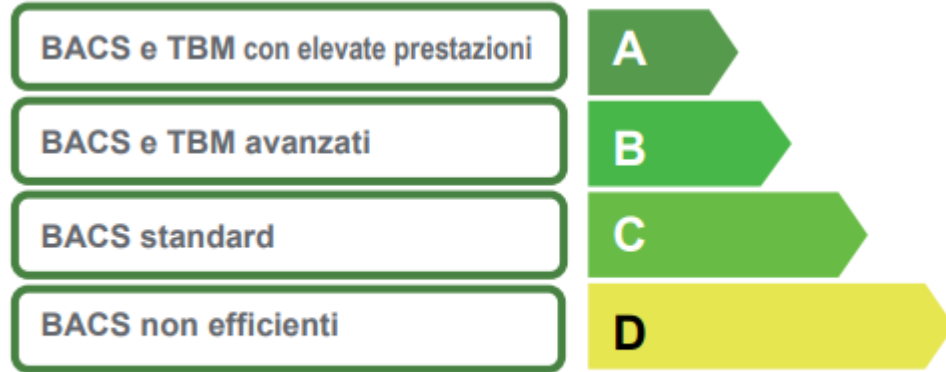 BACS e TBM con elevate prestazioni A
BACS e TBM avanzati B
BACS standard C
BACS non efficienti D